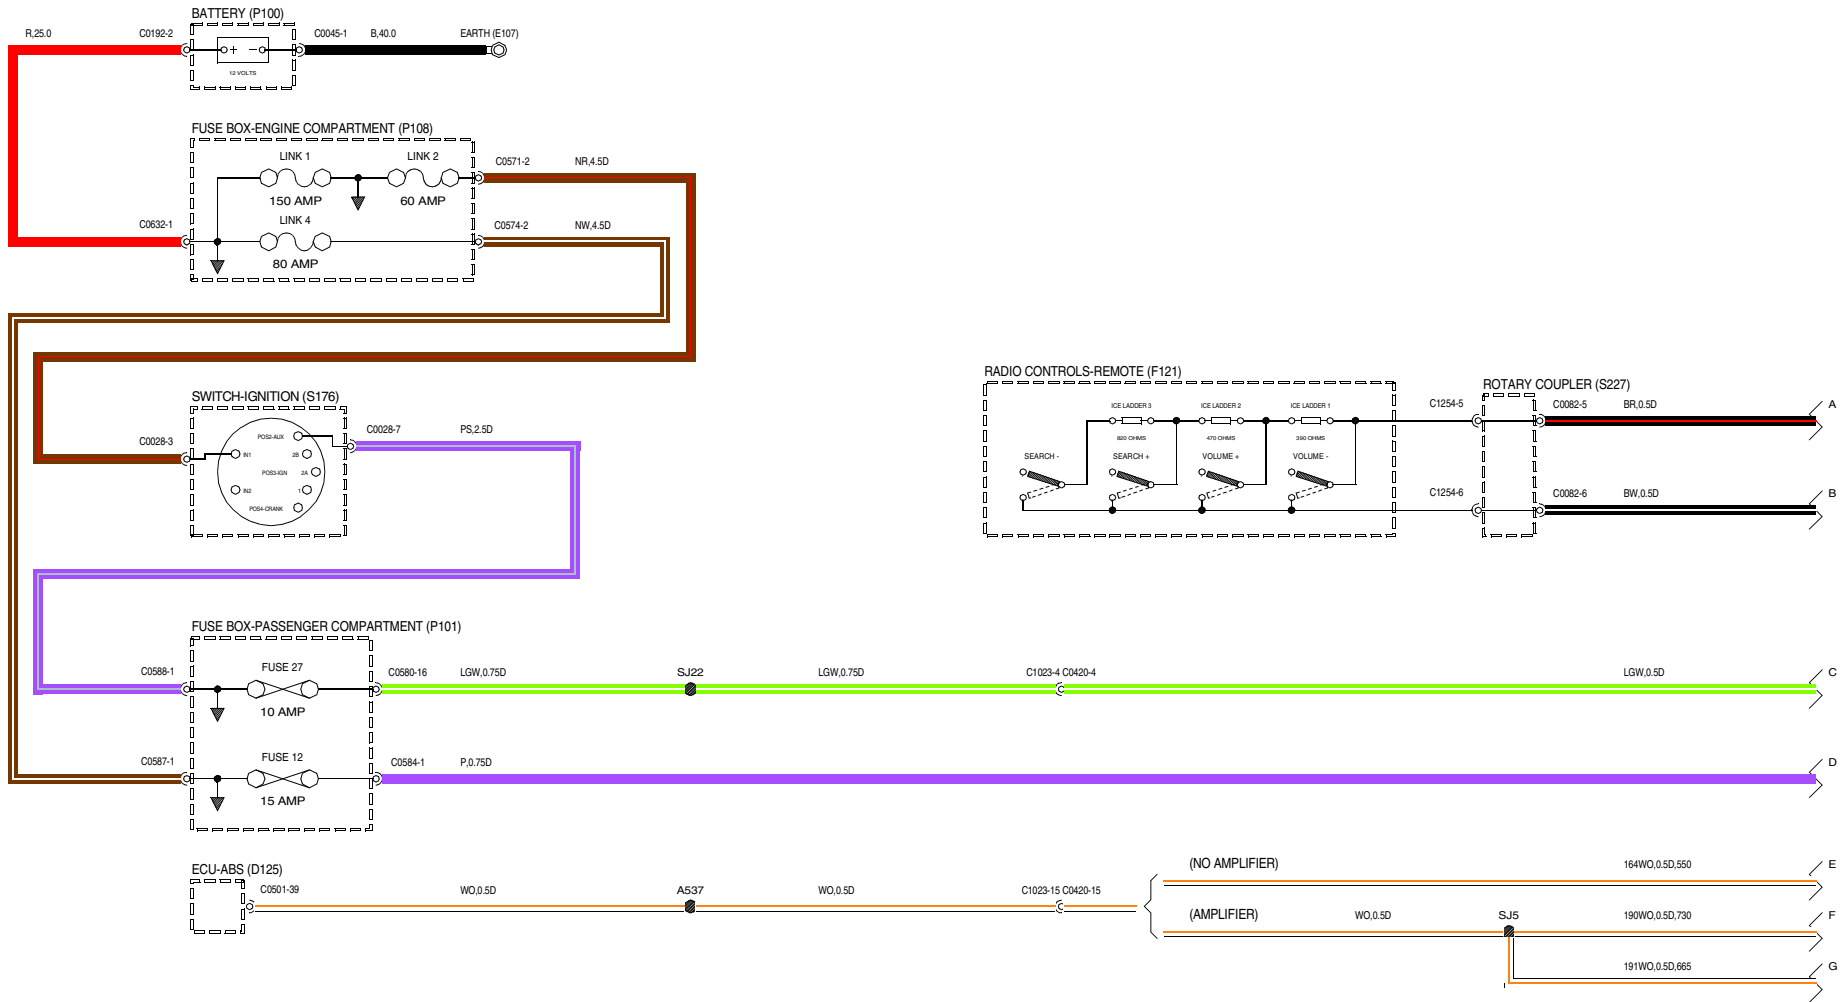 BATTERY (P100)
R,25.0
C0192-2
C0045-1
B,40.0
EARTH (E107)
+ −
12 VOLTS
FUSE BOX-ENGINE COMPARTMENT (P108)
LINK 1
LINK 2
C0571-2
NR,4.5D
150 AMP
60 AMP
LINK 4
C0632-1
C0574-2
NW,4.5D
80 AMP
SWITCH-IGNITION (S176)
C0028-3
C0028-7
PS,2.5D
POS2-AUX
IN1
2B
POS3-IGN
2A
IN2
1
POS4-CRANK
RADIO CONTROLS-REMOTE (F121)
ICE LADDER 3
ICE LADDER 2
ICE LADDER 1
820 OHMS
470 OHMS
390 OHMS
SEARCH -
SEARCH +
VOLUME +
VOLUME -
C1254-5
C1254-6
ROTARY COUPLER (S227)
C0082-5
BR,0.5D
A
C0082-6
BW,0.5D
B
FUSE BOX-PASSENGER COMPARTMENT (P101)
C0588-1
FUSE 27
10 AMP
C0580-16
LGW,0.75D
SJ22
LGW,0.75D
C1023-4 C0420-4
LGW,0.5D
C
C0587-1
FUSE 12
15 AMP
C0584-1
P,0.75D
D
ECU-ABS (D125)
C0501-39
WO,0.5D
A537
WO,0.5D
C1023-15 C0420-15
(NO AMPLIFIER)
164WO,0.5D,550
E
(AMPLIFIER)
WO,0.5D
SJ5
190WO,0.5D,730
F
191WO,0.5D,665
G